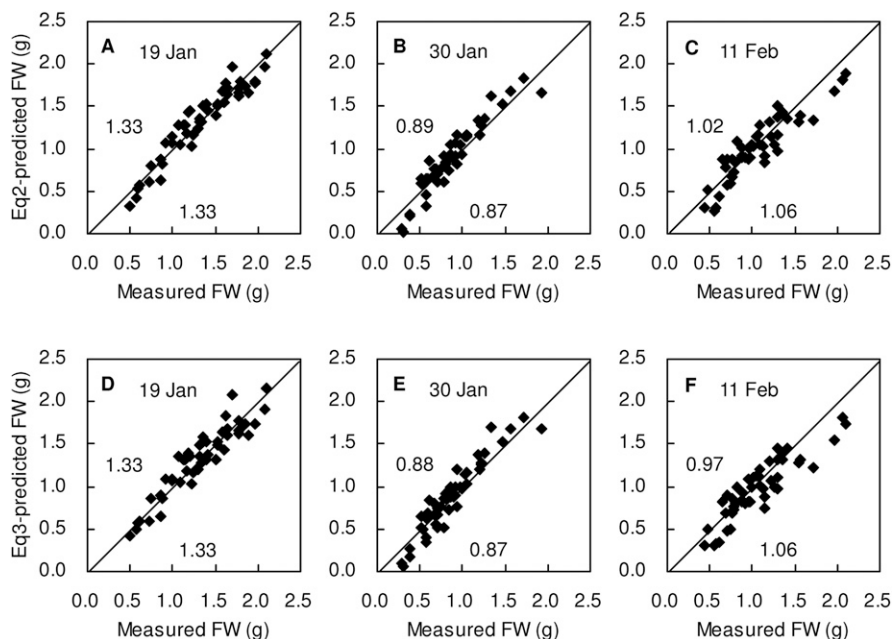 A
19 Jan
Eq2-predicted FW (g)
2.5
2.0
1.5
1.0
0.5
0.0
1.33
1.33
0.0 0.5 1.0 1.5 2.0 2.5
Measured FW (g)
B
30 Jan
2.5
2.0
1.5
1.0
0.5
0.0
0.89
0.87
0.0 0.5 1.0 1.5 2.0 2.5
Measured FW (g)
C
11 Feb
2.5
2.0
1.5
1.0
0.5
0.0
1.02
1.06
0.0 0.5 1.0 1.5 2.0 2.5
Measured FW (g)
D
19 Jan
Eq3-predicted FW (g)
2.5
2.0
1.5
1.0
0.5
0.0
1.33
1.33
0.0 0.5 1.0 1.5 2.0 2.5
Measured FW (g)
E
30 Jan
2.5
2.0
1.5
1.0
0.5
0.0
0.88
0.87
0.0 0.5 1.0 1.5 2.0 2.5
Measured FW (g)
F
11 Feb
2.5
2.0
1.5
1.0
0.5
0.0
0.97
1.06
0.0 0.5 1.0 1.5 2.0 2.5
Measured FW (g)